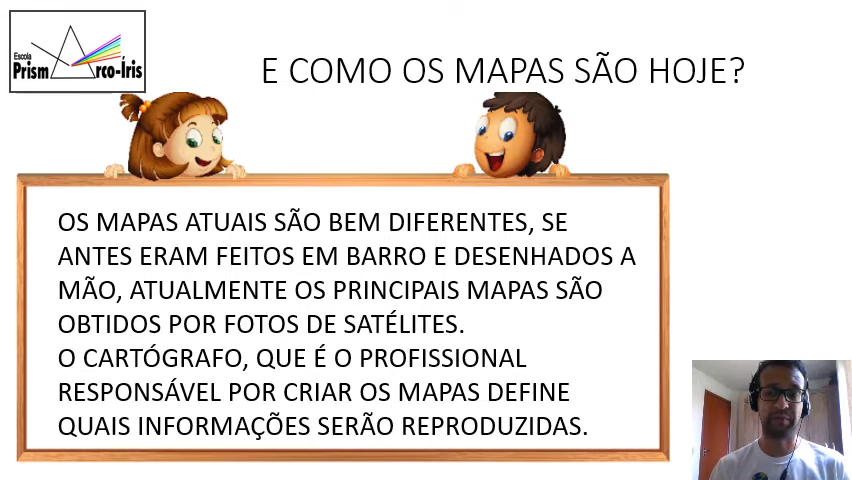 Escola
Prisma Arco-Íris
E COMO OS MAPAS SÃO HOJE?
OS MAPAS ATUAIS SÃO BEM DIFERENTES, SE
ANTES ERAM FEITOS EM BARRO E DESENHADOS A
MÃO, ATUALMENTE OS PRINCIPAIS MAPAS SÃO
OBTIDOS POR FOTOS DE SATÉLITES.
O CARTÓGRAFO, QUE É O PROFISSIONAL
RESPONSÁVEL POR CRIAR OS MAPAS DEFINE
QUAIS INFORMAÇÕES SERÃO REPRODUZIDAS.